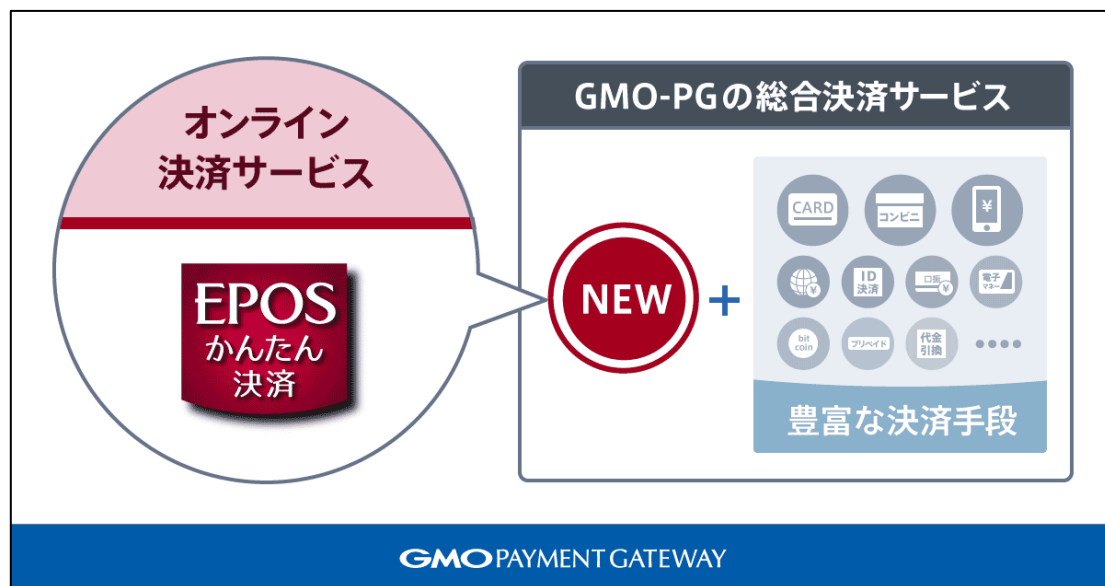 オンライン
決済サービス
EPOS
かんたん
決済
GMO-PGの総合決済サービス
NEW
+
CARD
コンビニ
¥
¥
ID
決済
口振
¥
電子
マネー
bit
coin
プリペイド
代金
引換
••••
豊富な決済手段
GMO PAYMENT GATEWAY